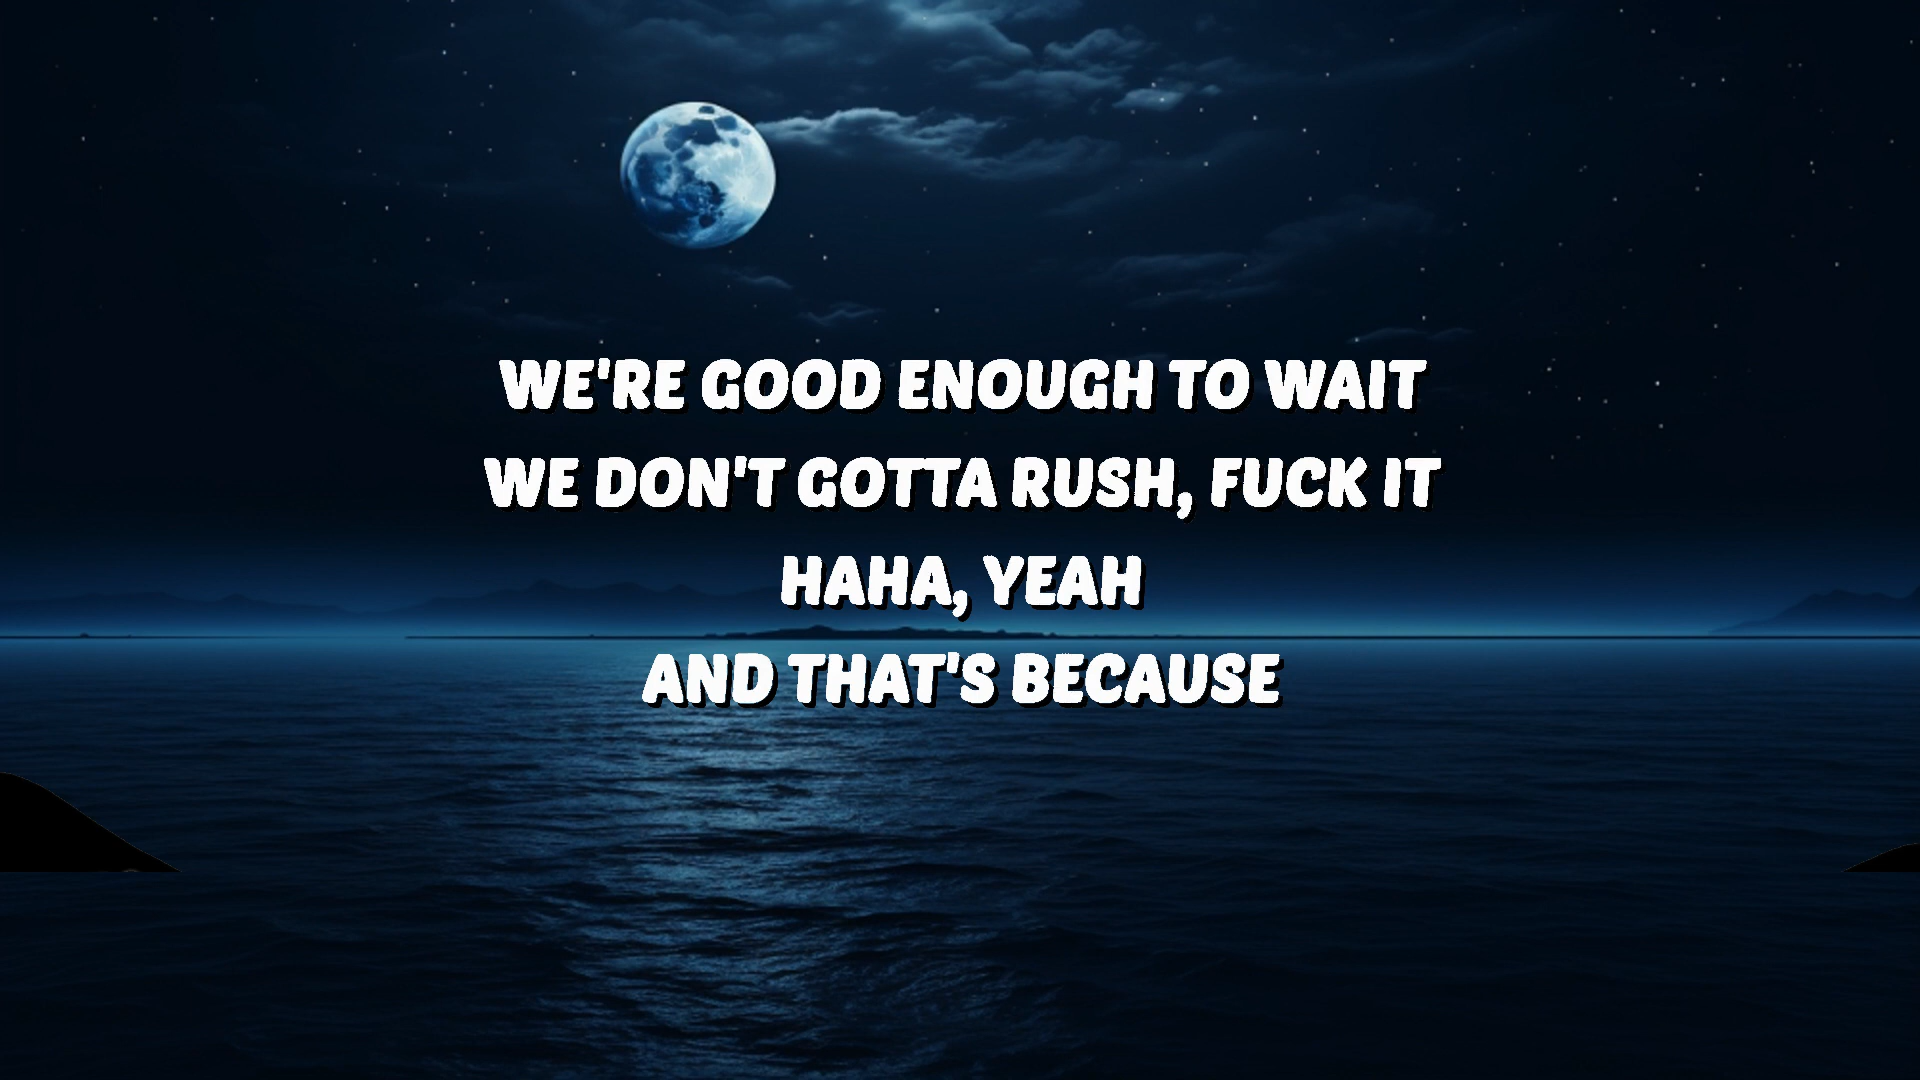 WE'RE GOOD ENOUGH TO WAIT
WE DON'T GOTTA RUSH, FUCK IT
HAHA, YEAH
AND THAT'S BECAUSE